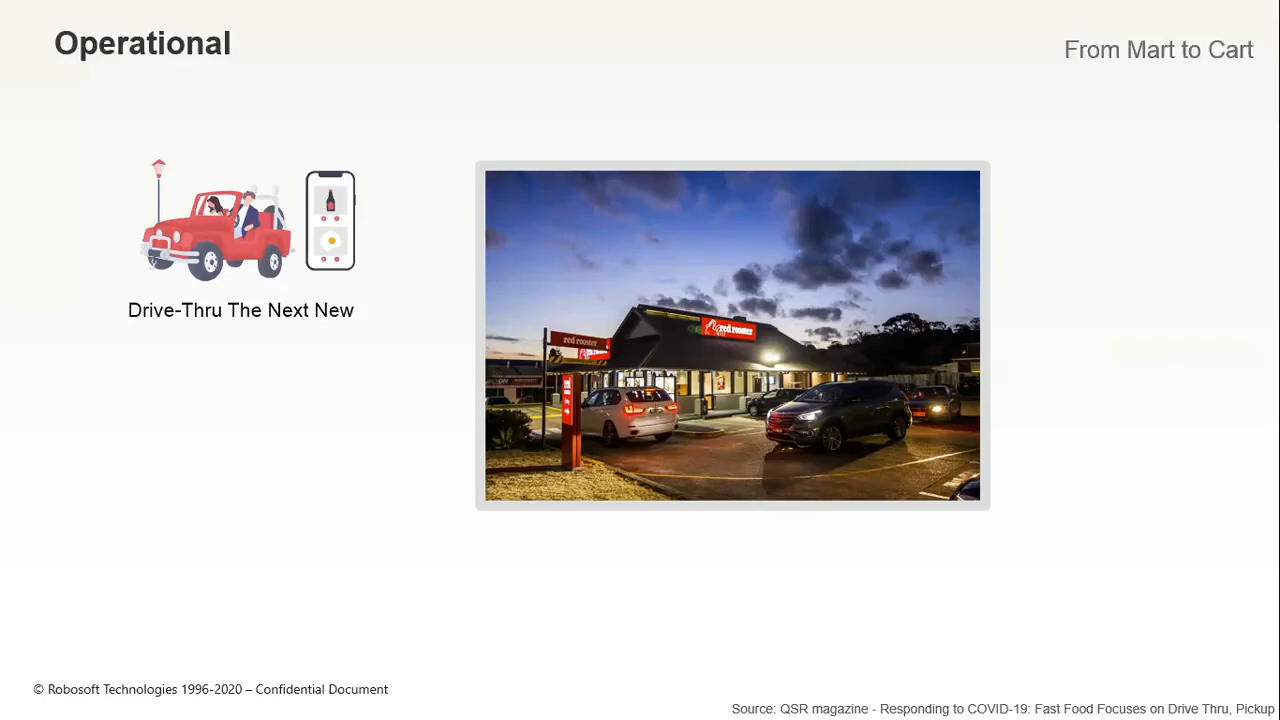 Operational
From Mart to Cart
Drive-Thru The Next New
red rooster
red rooster
© Robosoft Technologies 1996-2020 – Confidential Document
Source: QSR magazine - Responding to COVID-19: Fast Food Focuses on Drive Thru, Pickup